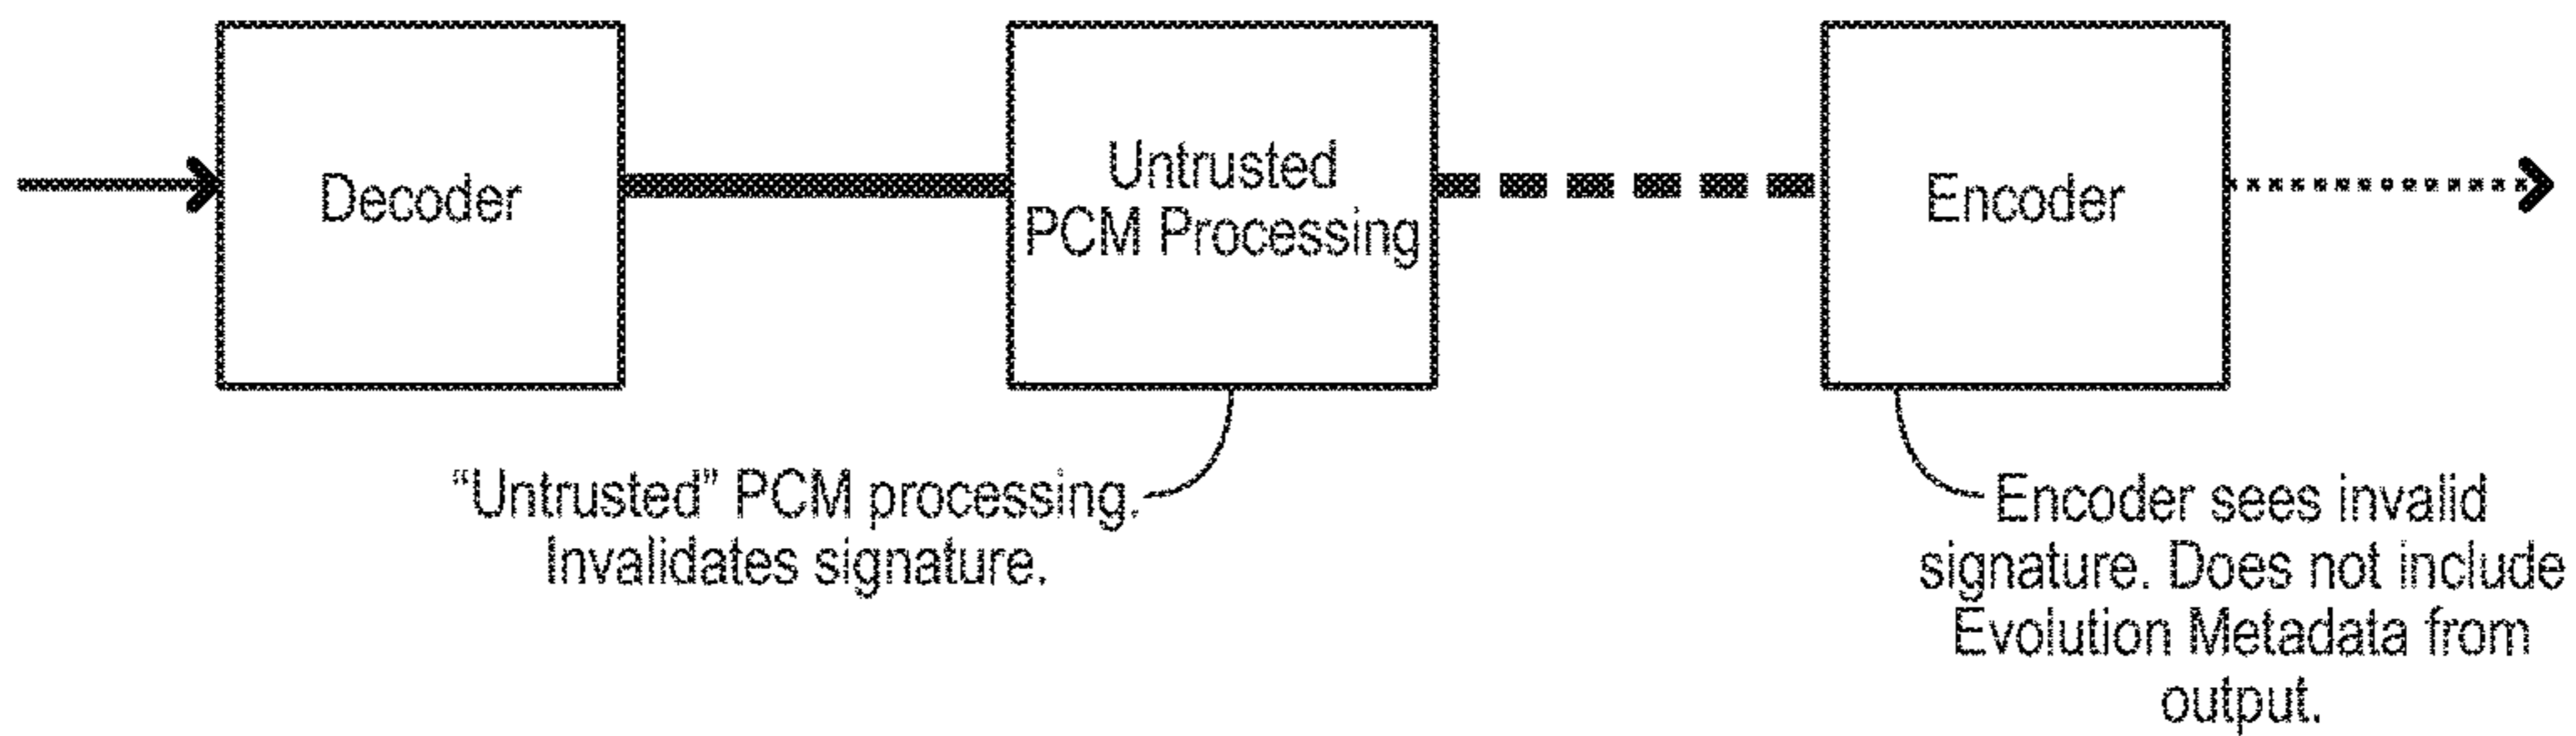 Decoder
Untrusted
PCM Processing
Encoder
“Untrusted” PCM processing.
Invalidates signature.
Encoder sees invalid
signature. Does not include
Evolution Metadata from
output.